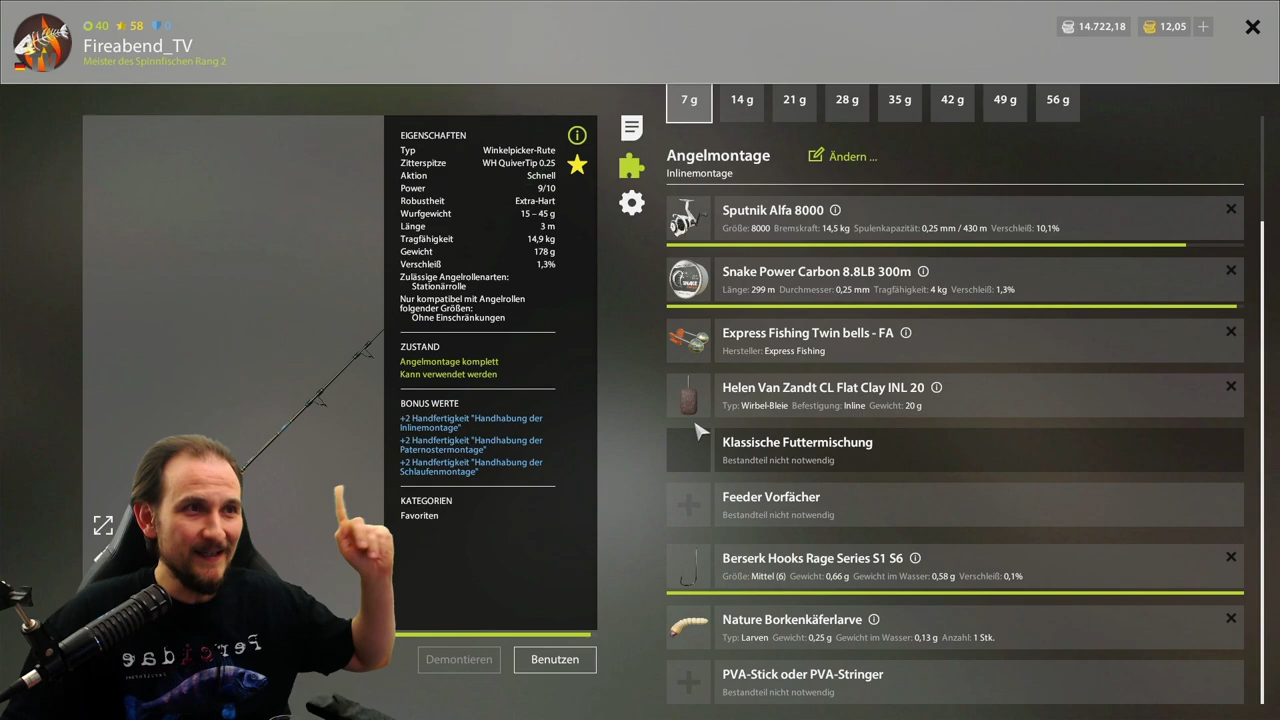 40 58 0
Fireabend_TV
Meister des Spinnfischen Rang 2
14.722,18 12,05
7 g 14 g 21 g 28 g 35 g 42 g 49 g 56 g
EIGENSCHAFTEN
Typ Winkelpicker-Rute
Zitterspitze WH QuiverTip 0.25
Aktion Schnell
Power 9/10
Robustheit Extra-Hart
Wurfgewicht 15 – 45 g
Länge 3 m
Tragfähigkeit 14,9 kg
Gewicht 178 g
Verschleiß 1,3%
Zulässige Angelrollenarten:
Stationärrolle
Nur kompatibel mit Angelrollen
folgender Größen:
Ohne Einschränkungen
ZUSTAND
Angelmontage komplett
Kann verwendet werden
BONUS WERTE
+2 Handfertigkeit "Handhabung der
Inlinemontage"
+2 Handfertigkeit "Handhabung der
Paternostermontage"
+2 Handfertigkeit "Handhabung der
Schlaufenmontage"
KATEGORIEN
Favoriten
Demontieren Benutzen
Angelmontage Ändern ...
Inlinemontage
Sputnik Alfa 8000
Größe: 8000 Bremskraft: 14,5 kg Spulenkapazität: 0,25 mm / 430 m Verschleiß: 10,1%
Snake Power Carbon 8.8LB 300m
Länge: 299 m Durchmesser: 0,25 mm Tragfähigkeit: 4 kg Verschleiß: 1,3%
Express Fishing Twin bells - FA
Hersteller: Express Fishing
Helen Van Zandt CL Flat Clay INL 20
Typ: Wirbel-Bleie Befestigung: Inline Gewicht: 20 g
Klassische Futtermischung
Bestandteil nicht notwendig
Feeder Vorfächer
Bestandteil nicht notwendig
Berserk Hooks Rage Series S1 S6
Größe: Mittel (6) Gewicht: 0,66 g Gewicht im Wasser: 0,58 g Verschleiß: 0,1%
Nature Borkenkäferlarve
Typ: Larven Gewicht: 0,25 g Gewicht im Wasser: 0,13 g Anzahl: 1 Stk.
PVA-Stick oder PVA-Stringer
Bestandteil nicht notwendig